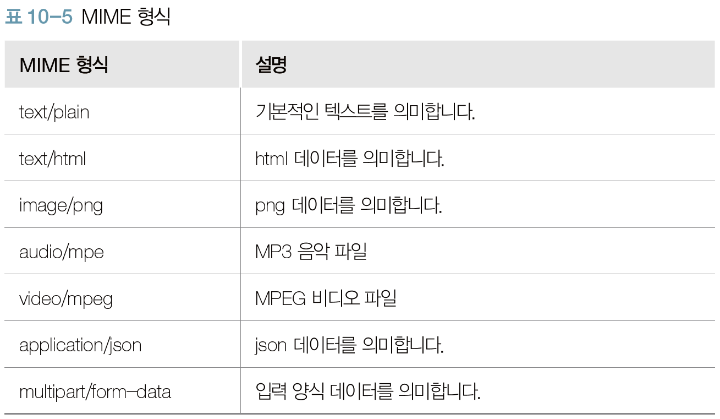 표 10-5 MIME 형식
MIME 형식 설명
text/plain 기본적인 텍스트를 의미합니다.
text/html html 데이터를 의미합니다.
image/png png 데이터를 의미합니다.
audio/mpe MP3 음악 파일
video/mpeg MPEG 비디오 파일
application/json json 데이터를 의미합니다.
multipart/form-data 입력 양식 데이터를 의미합니다.